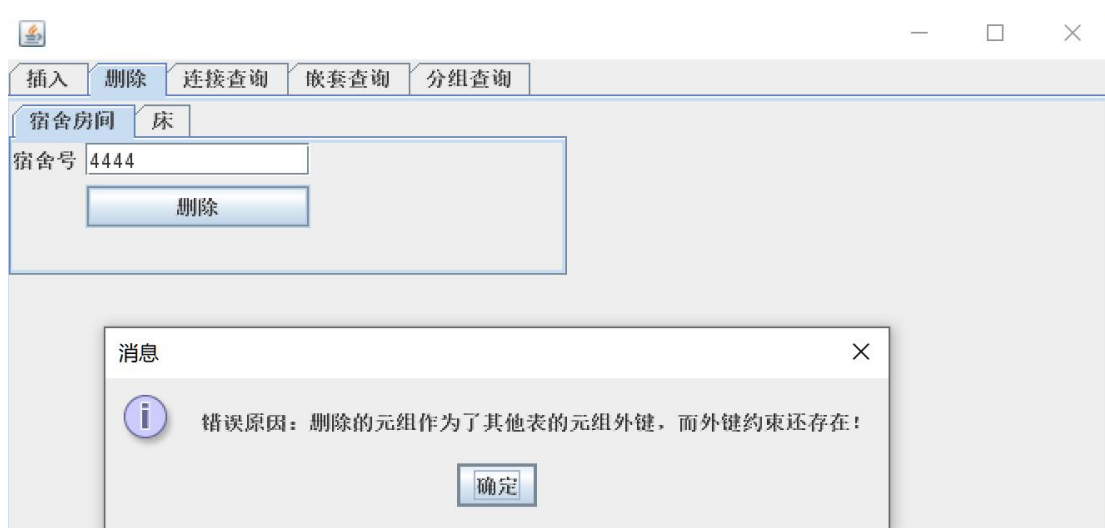 插入 删除 连接查询 嵌套查询 分组查询
宿舍房间 床
宿舍号 4444
删除
消息
错误原因：删除的元组作为了其他表的元组外键，而外键约束还存在！
确定